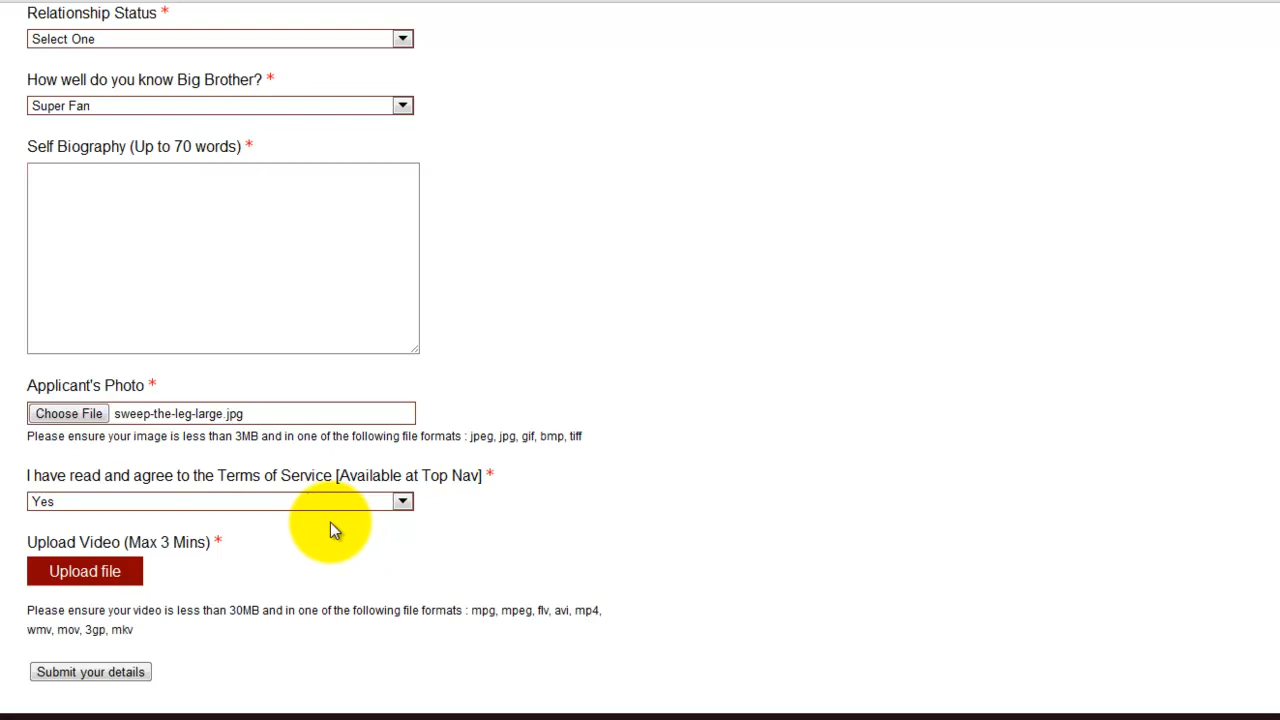 Relationship Status *
Select One
How well do you know Big Brother? *
Super Fan
Self Biography (Up to 70 words) *
Applicant's Photo *
Choose File sweep-the-leg-large.jpg
Please ensure your image is less than 3MB and in one of the following file formats : jpeg, jpg, gif, bmp, tiff
I have read and agree to the Terms of Service [Available at Top Nav] *
Yes
Upload Video (Max 3 Mins) *
Upload file
Please ensure your video is less than 30MB and in one of the following file formats : mpg, mpeg, flv, avi, mp4,
wmv, mov, 3gp, mkv
Submit your details